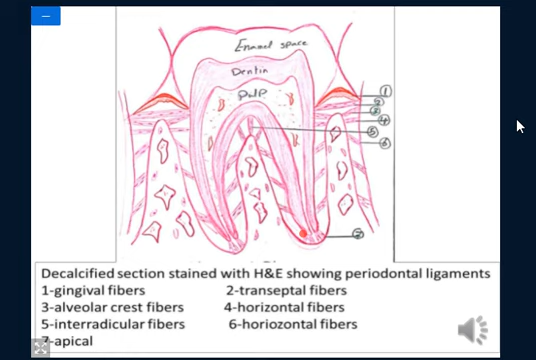 Enamel space
Dentin
Pulp
1
2
3
4
5
6
7
Decalcified section stained with H&E showing periodontal ligaments
1-gingival fibers 2-transeptal fibers
3-alveolar crest fibers 4-horizontal fibers
5-interradicular fibers 6-horiozontal fibers
7-apical